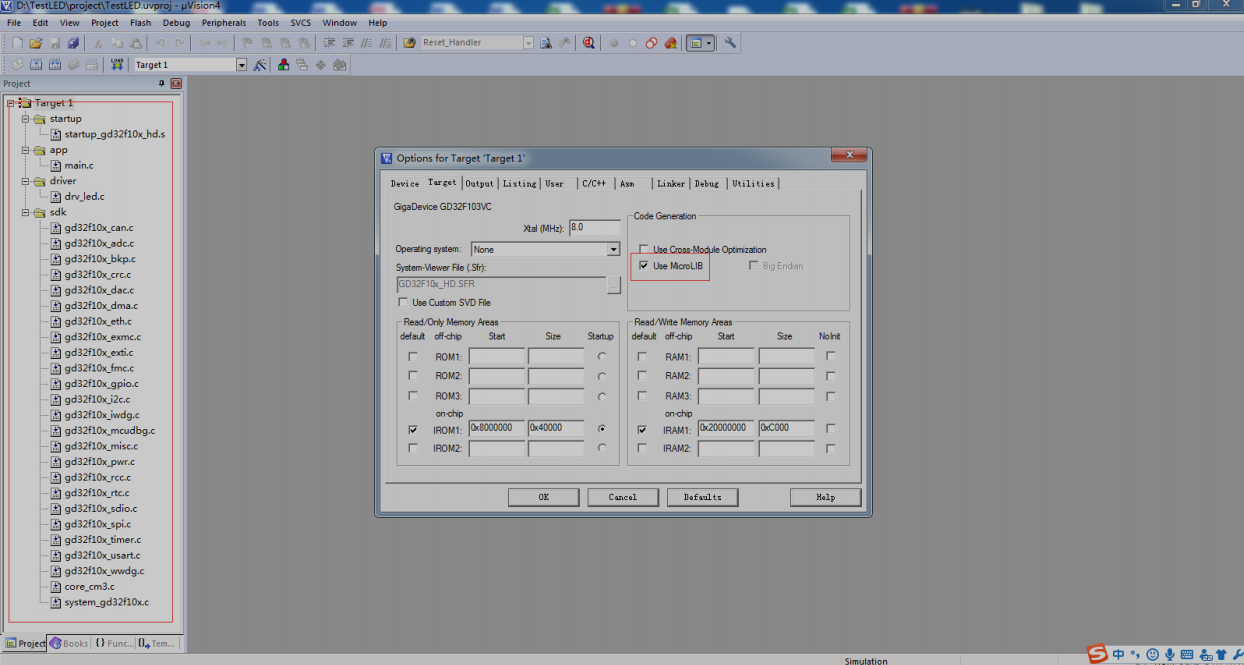 D:\TestLED\project\TestLED.uvproj - µVision4
File Edit View Project Flash Debug Peripherals Tools SVCS Window Help
Reset_Handler
LOAD Target 1
Project
Target 1
startup
startup_gd32f10x_hd.s
app
main.c
driver
drv_led.c
sdk
gd32f10x_can.c
gd32f10x_adc.c
gd32f10x_bkp.c
gd32f10x_crc.c
gd32f10x_dac.c
gd32f10x_dma.c
gd32f10x_eth.c
gd32f10x_exmc.c
gd32f10x_exti.c
gd32f10x_fmc.c
gd32f10x_gpio.c
gd32f10x_i2c.c
gd32f10x_iwdg.c
gd32f10x_mcudbg.c
gd32f10x_misc.c
gd32f10x_pwr.c
gd32f10x_rcc.c
gd32f10x_rtc.c
gd32f10x_sdio.c
gd32f10x_spi.c
gd32f10x_timer.c
gd32f10x_usart.c
gd32f10x_wwdg.c
core_cm3.c
system_gd32f10x.c
Project Books {} Func... Tem...
Options for Target 'Target 1'
Device Target Output Listing User C/C++ Asm Linker Debug Utilities
GigaDevice GD32F103VC
Xtal (MHz): 8.0
Operating system: None
System-Viewer File (.Sfr):
GD32F10x_HD.SFR ...
Use Custom SVD File
Code Generation
Use Cross-Module Optimization
Use MicroLIB Big Endian
Read/Only Memory Areas
default off-chip Start Size Startup
ROM1:
ROM2:
ROM3:
on-chip
IROM1: 0x8000000 0x40000
IROM2:
Read/Write Memory Areas
default off-chip Start Size NoInit
RAM1:
RAM2:
RAM3:
on-chip
IRAM1: 0x20000000 0xC000
IRAM2:
OK Cancel Defaults Help
Simulation
S 中